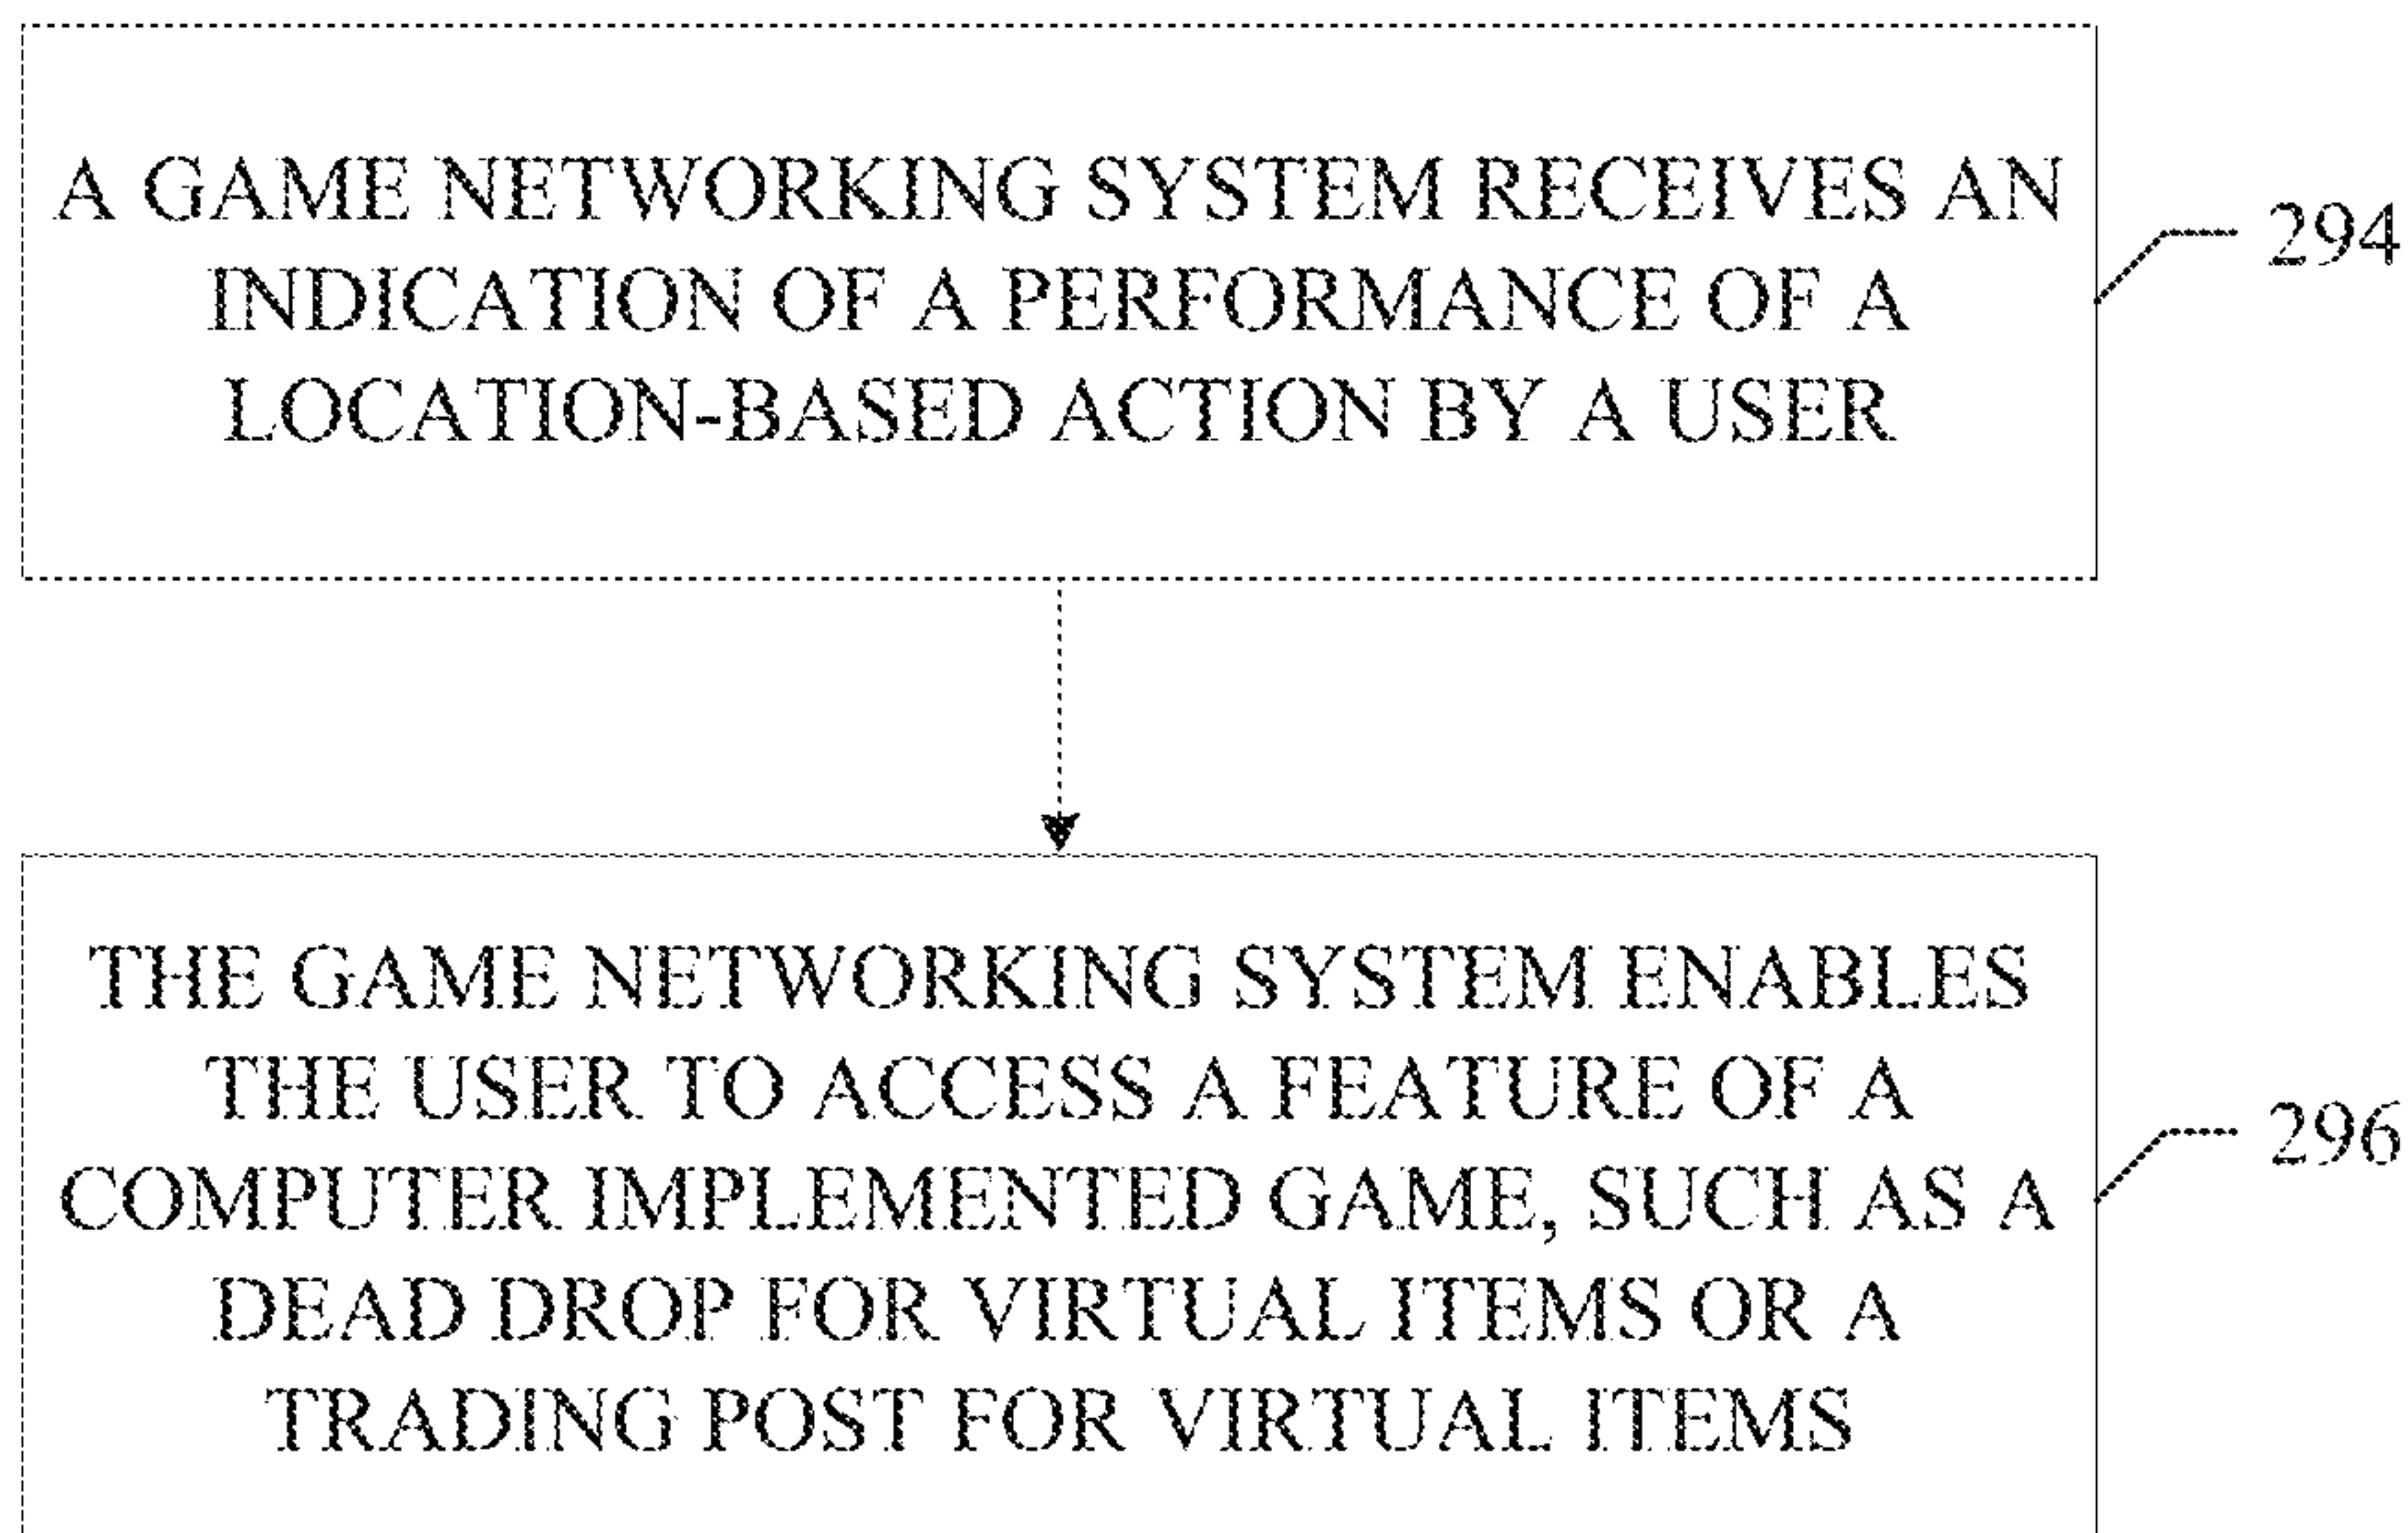 A GAME NETWORKING SYSTEM RECEIVES AN
INDICATION OF A PERFORMANCE OF A
LOCATION-BASED ACTION BY A USER
294
THE GAME NETWORKING SYSTEM ENABLES
THE USER TO ACCESS A FEATURE OF A
COMPUTER IMPLEMENTED GAME, SUCH AS A
DEAD DROP FOR VIRTUAL ITEMS OR A
TRADING POST FOR VIRTUAL ITEMS
296